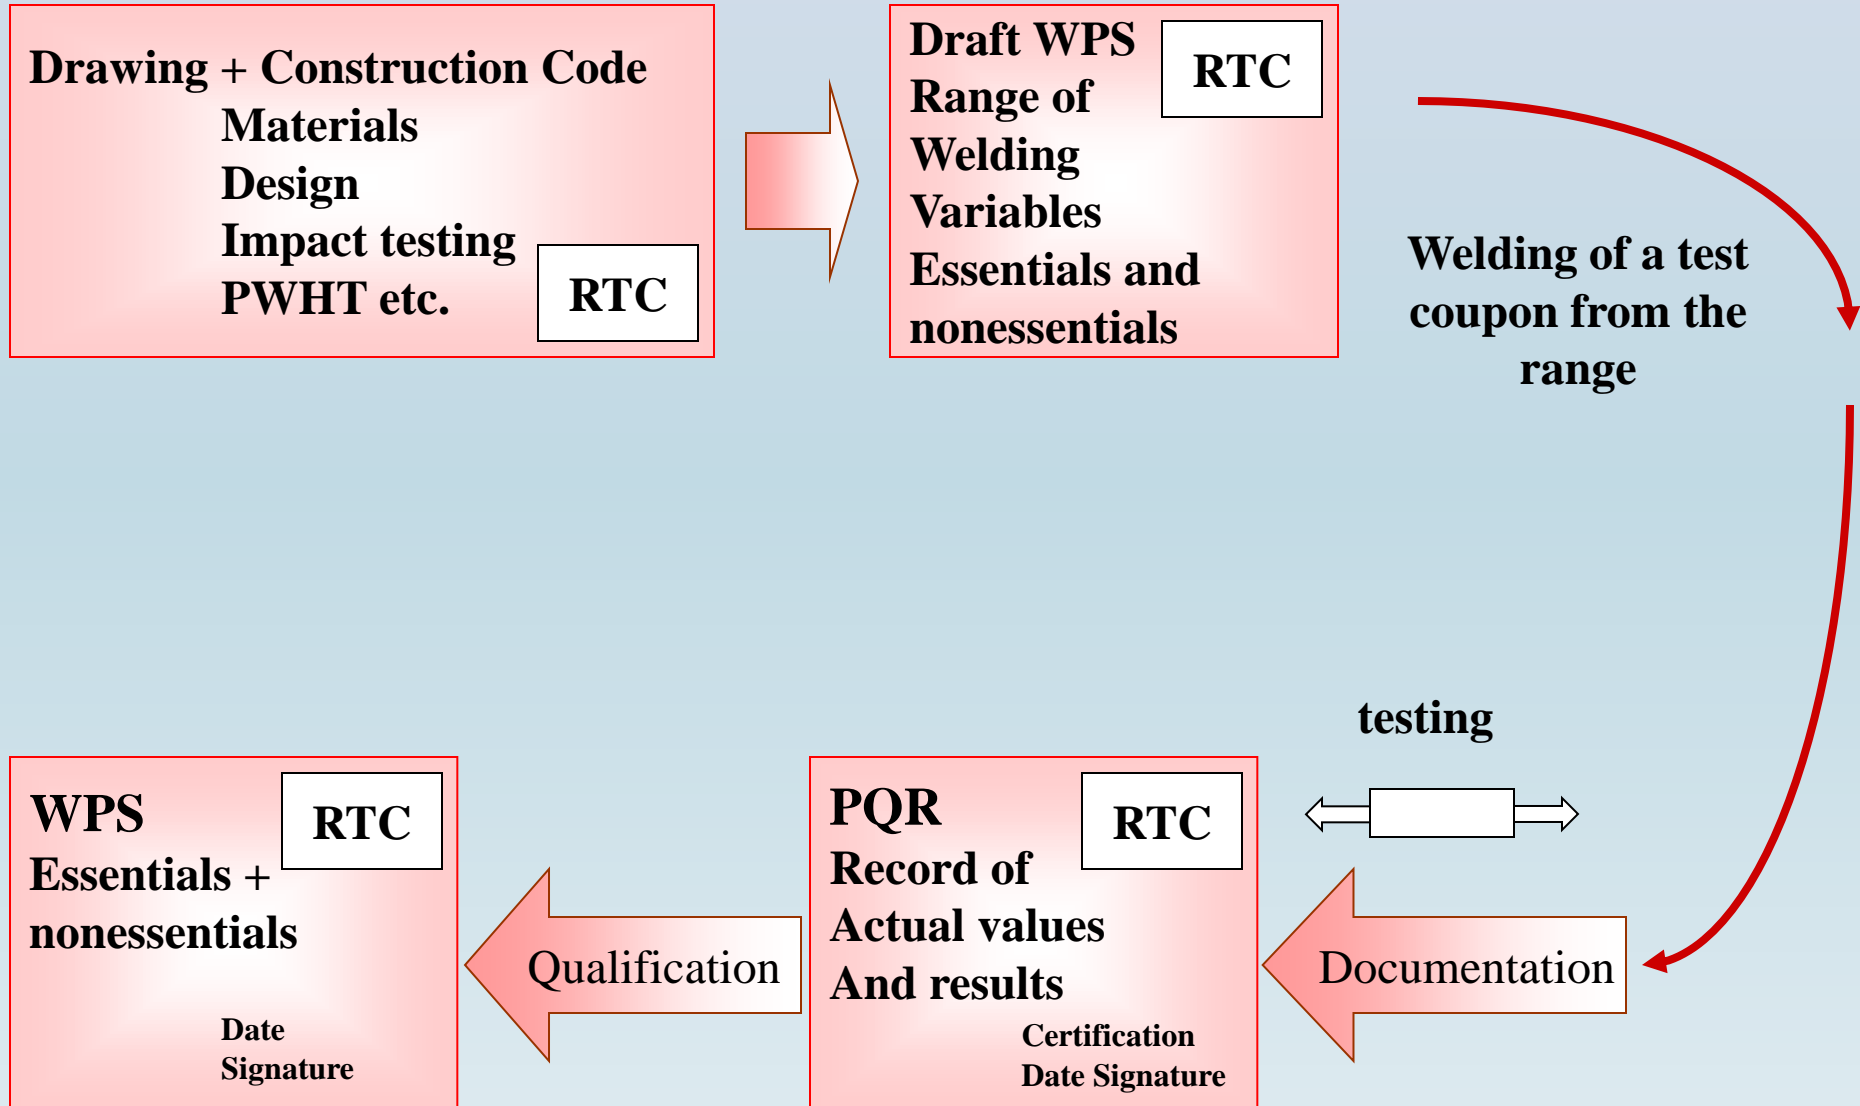 Drawing + Construction Code
Materials
Design
Impact testing
PWHT etc.
RTC
Draft WPS
Range of
Welding
Variables
Essentials and
nonessentials
RTC
Welding of a test
coupon from the
range
testing
Documentation
PQR
Record of
Actual values
And results
Certification
Date Signature
RTC
Qualification
WPS
Essentials +
nonessentials
Date
Signature
RTC